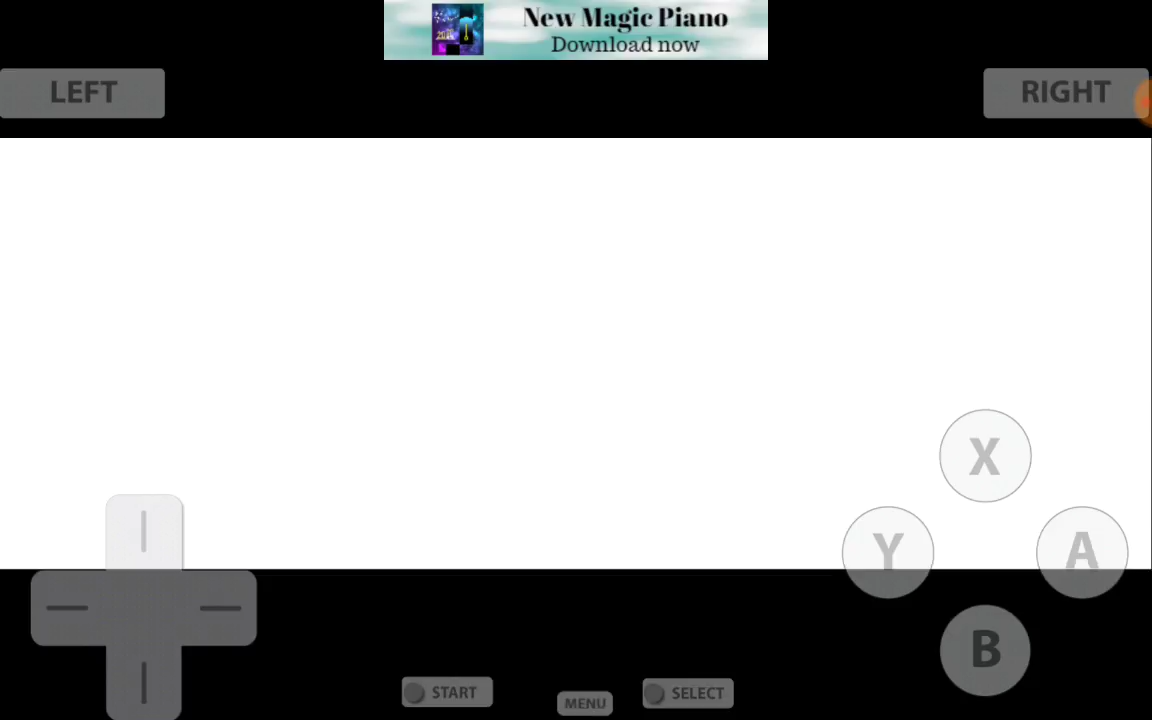 New Magic Piano
Download now
LEFT
RIGHT
X
Y
A
B
START
SELECT
MENU